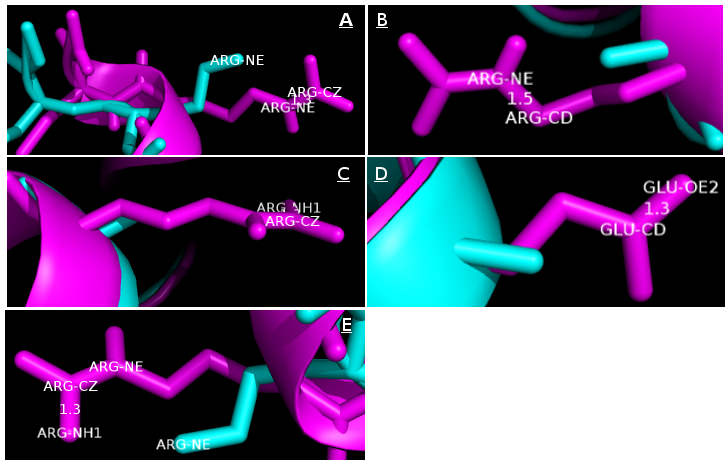 A
ARG-NE
ARG-CZ
1.3
ARG-NE
B
ARG-NE
1.5
ARG-CD
C
ARG-NH1
ARG-CZ
D
GLU-OE2
1.3
GLU-CD
E
ARG-NE
ARG-CZ
1.3
ARG-NH1
ARG-NE